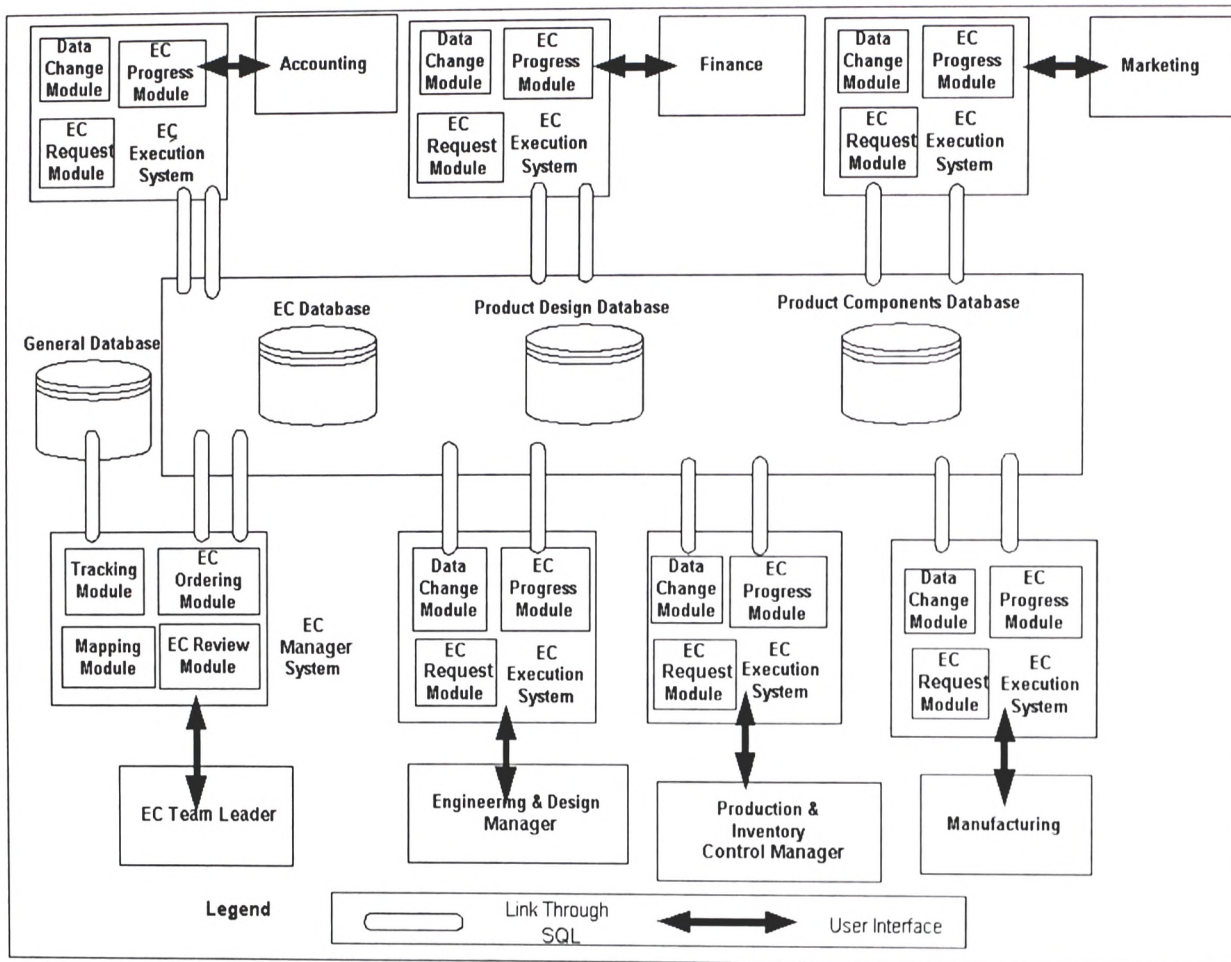 Data
Change
Module
EC
Progress
Module
EC
Request
Module
EC
Execution
System
Accounting
Data
Change
Module
EC
Progress
Module
EC
Request
Module
EC
Execution
System
Finance
Data
Change
Module
EC
Progress
Module
EC
Request
Module
EC
Execution
System
Marketing
General Database
EC Database
Product Design Database
Product Components Database
Tracking
Module
EC
Ordering
Module
Mapping
Module
EC Review
Module
EC
Manager
System
Data
Change
Module
EC
Progress
Module
EC
Request
Module
EC
Execution
System
Data
Change
Module
EC
Progress
Module
EC
Request
Module
EC
Execution
System
Data
Change
Module
EC
Progress
Module
EC
Request
Module
EC
Execution
System
EC Team Leader
Engineering & Design
Manager
Production &
Inventory
Control Manager
Manufacturing
Legend
Link Through
SQL
User Interface